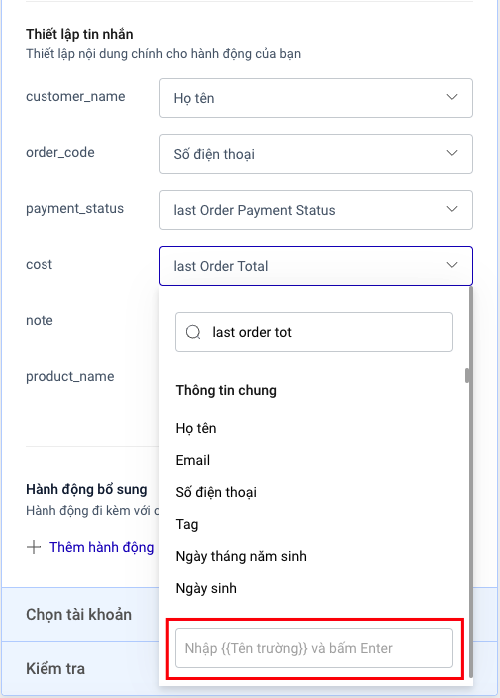 Thiết lập tin nhắn
Thiết lập nội dung chính cho hành động của bạn
customer_name
Họ tên
order_code
Số điện thoại
payment_status
last Order Payment Status
cost
last Order Total
note
last order tot
product_name
Thông tin chung
Họ tên
Email
Số điện thoại
Tag
Ngày tháng năm sinh
Ngày sinh
Nhập {{Tên trường}} và bấm Enter
Hành động bổ sung
Hành động đi kèm với
Thêm hành động
Chọn tài khoản
Kiểm tra